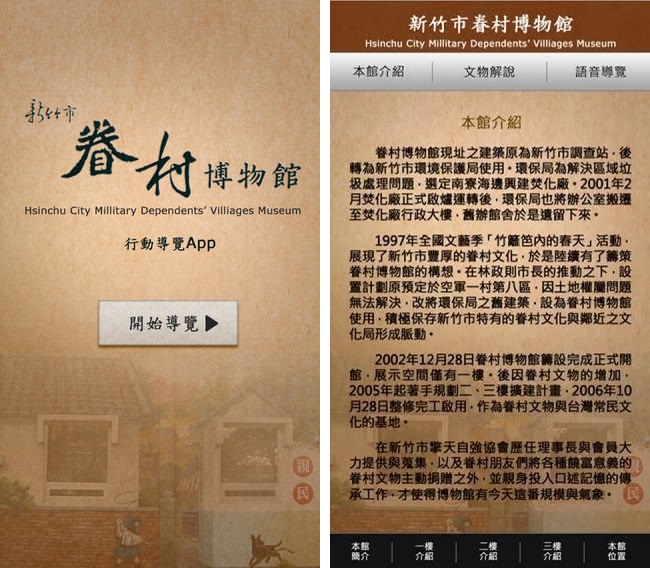 新竹市
眷村博物館
Hsinchu City Millitary Dependents' Villiages Museum
行動導覽App
開始導覽
親民
新竹市眷村博物館
Hsinchu City Millitary Dependents' Villiages Museum
本館介紹
文物解說
語音導覽
本館介紹
眷村博物館現址之建築原為新竹市調查站，後
轉為新竹市環境保護局使用。環保局為解決區域垃
圾處理問題，選定南寮海邊興建焚化廠。2001年2
月焚化廠正式啟爐運轉後，環保局也將辦公室搬遷
至焚化廠行政大樓，舊辦館舍於是遺留下來。
1997年全國文藝季「竹籬笆內的春天」活動，
展現了新竹市豐厚的眷村文化，於是陸續有了籌策
眷村博物館的構想。在林政則市長的推動之下，設
置計劃原預定於空軍一村第八區，因土地權屬問題
無法解決，改將環保局之舊建築，設為眷村博物館
使用，積極保存新竹市特有的眷村文化與鄰近之文
化局形成脈動。
2002年12月28日眷村博物館籌設完成正式開
館，展示空間僅有一樓。後因眷村文物的增加，
2005年起著手規劃二、三樓擴建計畫，2006年10
月28日整修完工啟用，作為眷村文物與台灣常民文
化的基地。
在新竹市擎天自強協會歷任理事長與會員大
力提供與蒐集，以及眷村朋友們將各種饒富意義的
眷村文物主動捐贈之外，並親身投入口述記憶的傳
承工作，才使得博物館有今天這番規模與氣象。
親民
本館
簡介
一樓
介紹
二樓
介紹
三樓
介紹
本館
位置